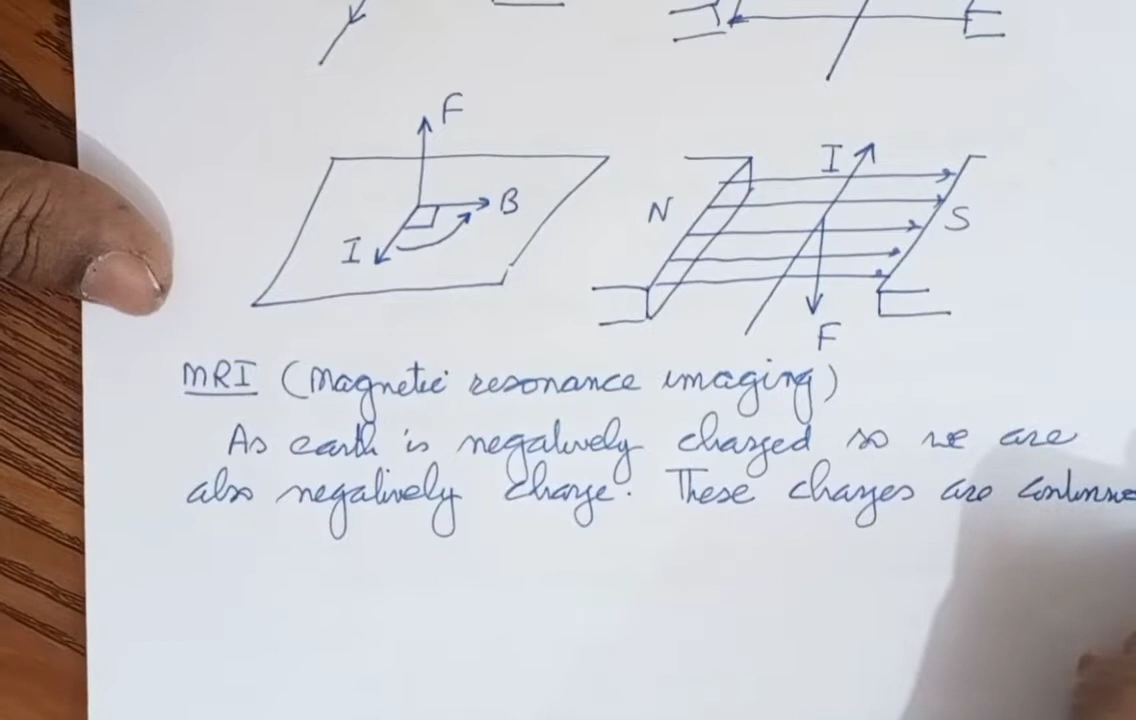 F
B
I
I
N
S
F
MRI (Magnetic resonance imaging)
As earth is negatively charged so we are
also negatively charge. These charges are